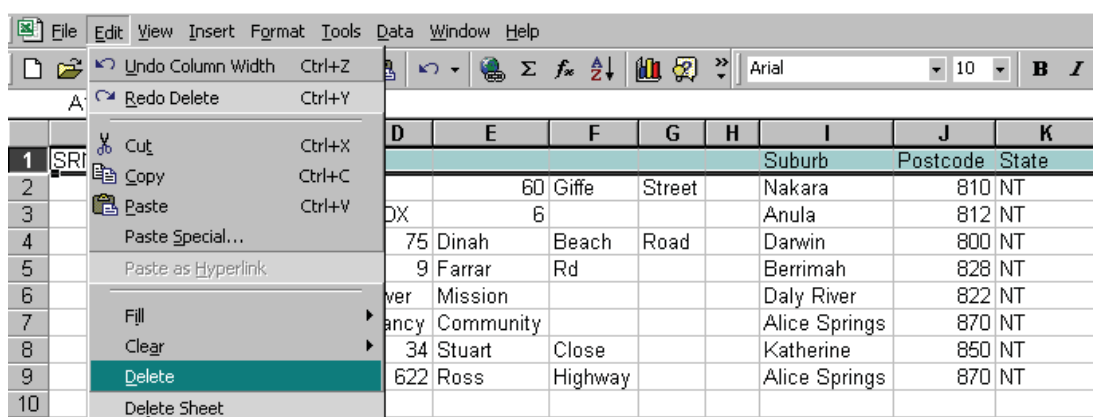 File Edit View Insert Format Tools Data Window Help
Undo Column Width Ctrl+Z
Redo Delete Ctrl+Y
Cut Ctrl+X
Copy Ctrl+C
Paste Ctrl+V
Paste Special...
Paste as Hyperlink
Fill
Clear
Delete
Delete Sheet
Arial 10 B I
D E F G H I J K
1 Suburb Postcode State
2 60 Giffe Street Nakara 810 NT
3 6 Anula 812 NT
4 75 Dinah Beach Road Darwin 800 NT
5 9 Farrar Rd Berrimah 828 NT
6 Mission Daly River 822 NT
7 Community Alice Springs 870 NT
8 34 Stuart Close Katherine 850 NT
9 622 Ross Highway Alice Springs 870 NT
10